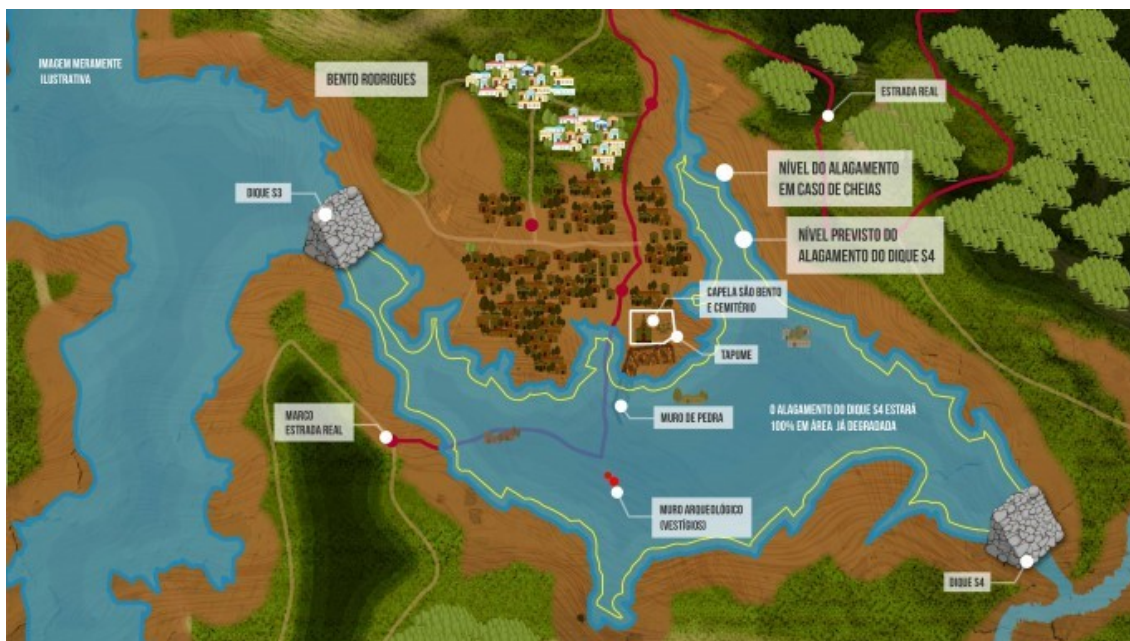 IMAGEM MERAMENTE
ILUSTRATIVA
BENTO RODRIGUES
ESTRADA REAL
NÍVEL DO ALAGAMENTO
EM CASO DE CHEIAS
DIQUE S3
NÍVEL PREVISTO DO
ALAGAMENTO DO DIQUE S4
CAPELA SÃO BENTO
E CEMITÉRIO
TAPUME
MARCO
ESTRADA REAL
MURO DE PEDRA
O ALAGAMENTO DO DIQUE S4 ESTARÁ
100% EM ÁREA JÁ DEGRADADA
MURO ARQUEOLÓGICO
(VESTÍGIOS)
DIQUE S4